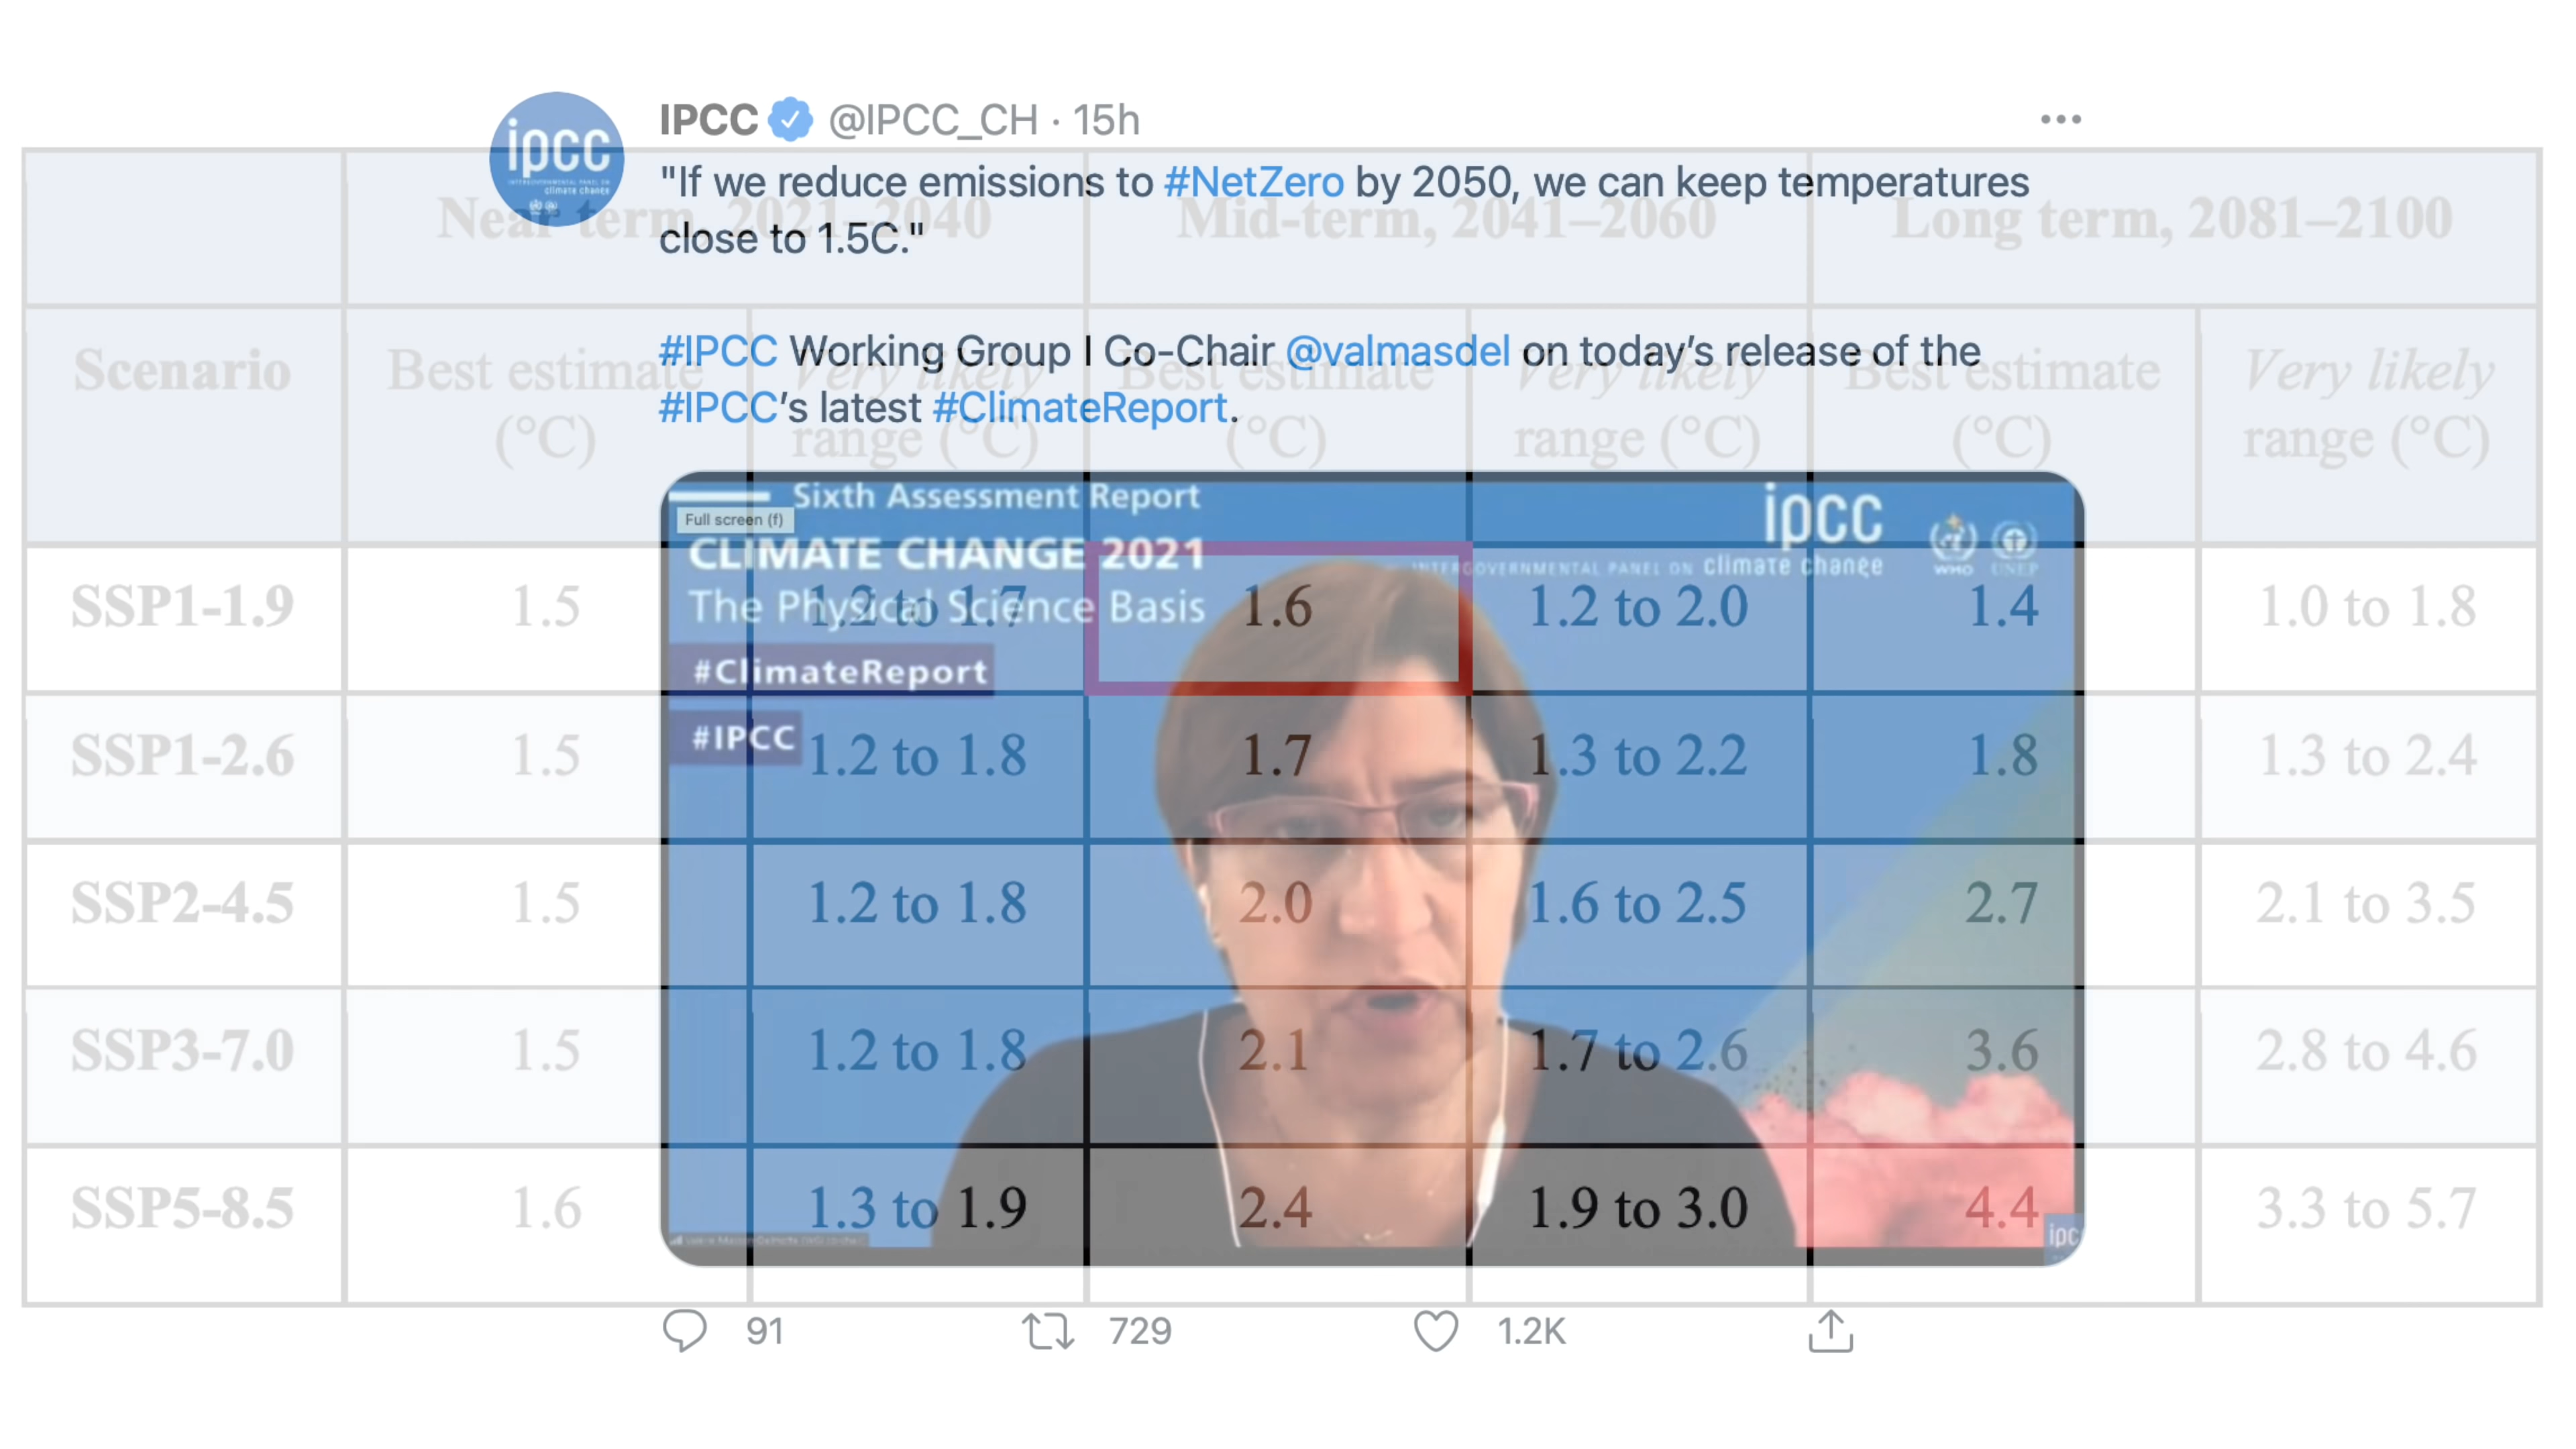 IPCC @IPCC_CH · 15h
"If we reduce emissions to #NetZero by 2050, we can keep temperatures
close to 1.5C."
#IPCC Working Group I Co-Chair @valmasdel on today's release of the
#IPCC's latest #ClimateReport.
ipcc
INTERGOVERNMENTAL PANEL ON
climate change
Sixth Assessment Report
Full screen (f)
CLIMATE CHANGE 2021
The Physical Science Basis
#ClimateReport
#IPCC
ipcc
INTERGOVERNMENTAL PANEL ON climate change
WMO UNEP
ipc
91 729 1.2K
Near term, 2021–2040 Mid-term, 2041–2060 Long term, 2081–2100
Scenario Best estimate (°C) Very likely range (°C) Best estimate (°C) Very likely range (°C) Best estimate (°C) Very likely range (°C)
SSP1-1.9 1.5 1.2 to 1.7 1.6 1.2 to 2.0 1.4 1.0 to 1.8
SSP1-2.6 1.5 1.2 to 1.8 1.7 1.3 to 2.2 1.8 1.3 to 2.4
SSP2-4.5 1.5 1.2 to 1.8 2.0 1.6 to 2.5 2.7 2.1 to 3.5
SSP3-7.0 1.5 1.2 to 1.8 2.1 1.7 to 2.6 3.6 2.8 to 4.6
SSP5-8.5 1.6 1.3 to 1.9 2.4 1.9 to 3.0 4.4 3.3 to 5.7